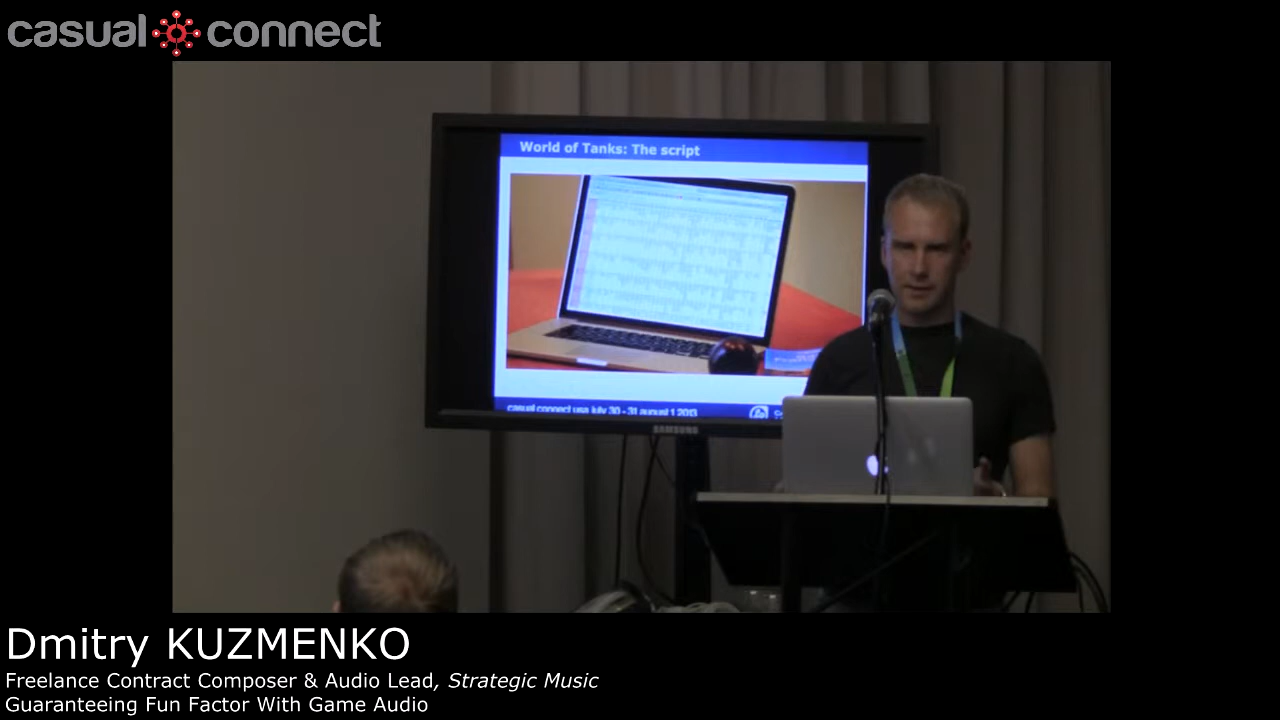 casual connect
World of Tanks: The script
casual connect usa july 30 - 31 august 1 2013
SAMSUNG
Dmitry KUZMENKO
Freelance Contract Composer & Audio Lead, Strategic Music
Guaranteeing Fun Factor With Game Audio